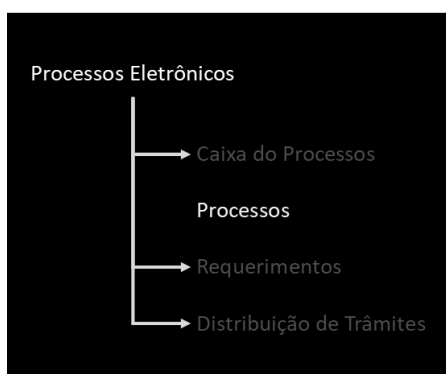 Processos Eletrônicos
Caixa do Processos
Processos
Requerimentos
Distribuição de Trâmites